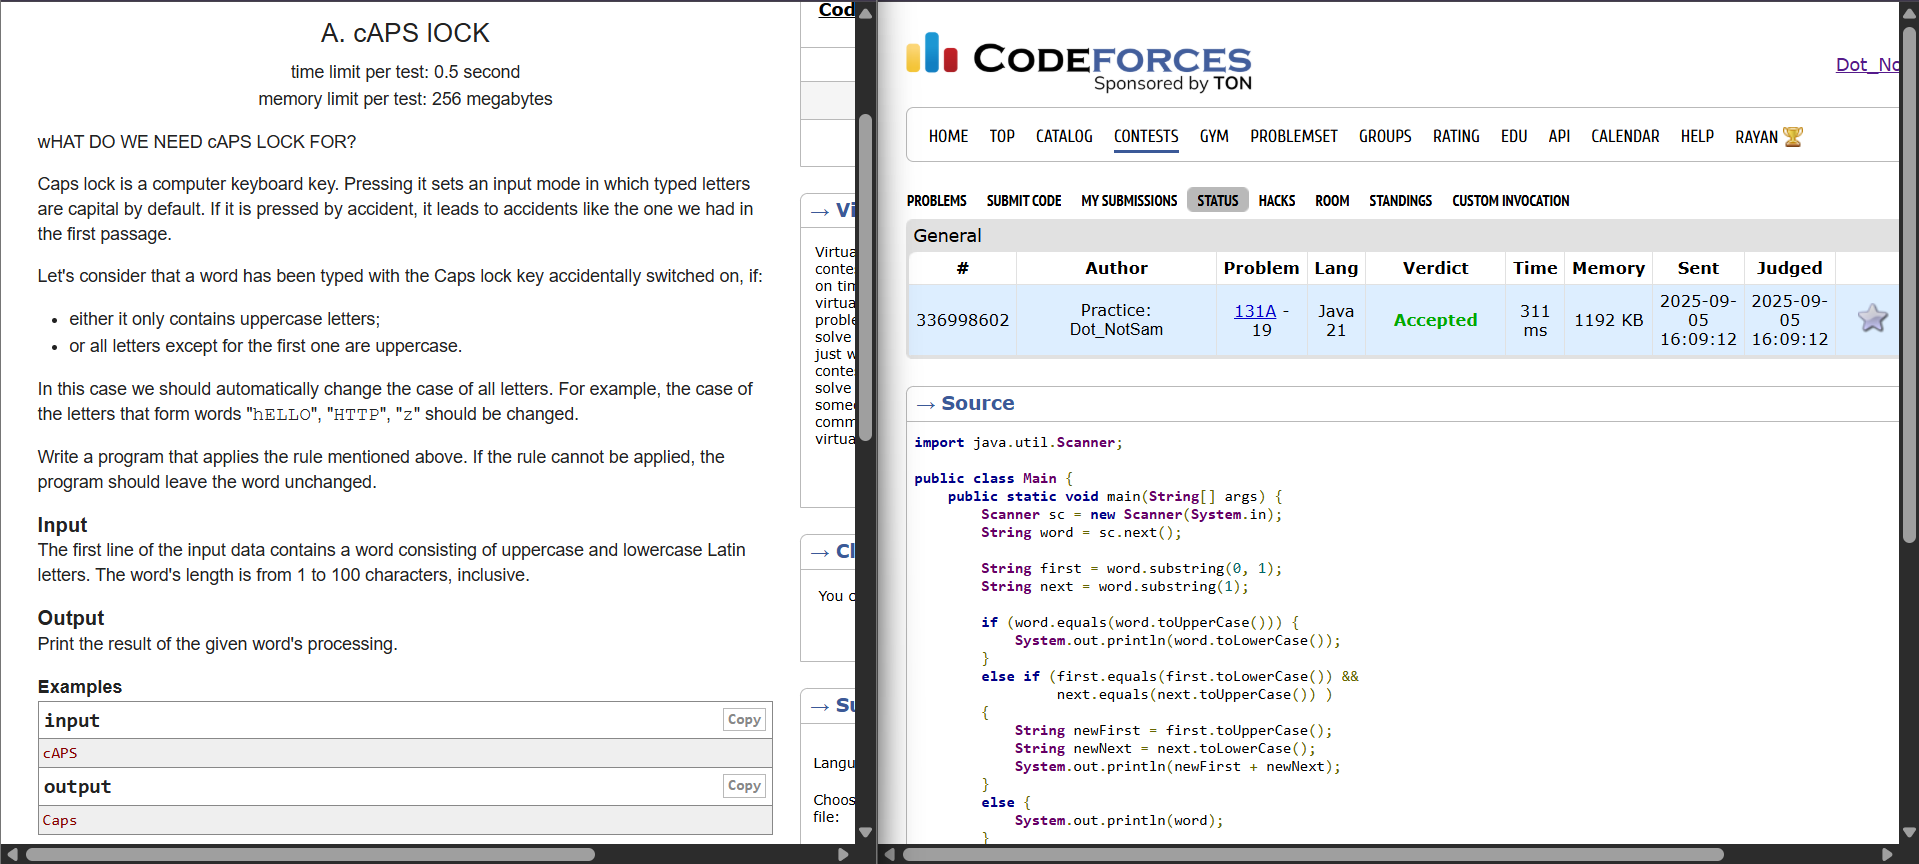 A. cAPS lOCK
time limit per test: 0.5 second
memory limit per test: 256 megabytes
wHAT DO WE NEED cAPS LOCK FOR?
Caps lock is a computer keyboard key. Pressing it sets an input mode in which typed letters
are capital by default. If it is pressed by accident, it leads to accidents like the one we had in
the first passage.
Let's consider that a word has been typed with the Caps lock key accidentally switched on, if:
• either it only contains uppercase letters;
• or all letters except for the first one are uppercase.
In this case we should automatically change the case of all letters. For example, the case of
the letters that form words "hELLO", "HTTP", "z" should be changed.
Write a program that applies the rule mentioned above. If the rule cannot be applied, the
program should leave the word unchanged.
Input
The first line of the input data contains a word consisting of uppercase and lowercase Latin
letters. The word's length is from 1 to 100 characters, inclusive.
Output
Print the result of the given word's processing.
Examples
input
Copy
cAPS
output
Copy
Caps
Cod
→ Vi
Virtua
conte
on tim
virtua
proble
solve
just w
conte
solve
some
comm
virtua
→ Cl
You c
→ Su
Langu
Choos
file:
CODEFORCES
Sponsored by TON
Dot_No
HOME TOP CATALOG CONTESTS GYM PROBLEMSET GROUPS RATING EDU API CALENDAR HELP RAYAN
PROBLEMS SUBMIT CODE MY SUBMISSIONS STATUS HACKS ROOM STANDINGS CUSTOM INVOCATION
General
# Author Problem Lang Verdict Time Memory Sent Judged
336998602 Practice: Dot_NotSam 131A - 19 Java 21 Accepted 311 ms 1192 KB 2025-09-05 16:09:12 2025-09-05 16:09:12
→ Source
import java.util.Scanner;
public class Main {
public static void main(String[] args) {
Scanner sc = new Scanner(System.in);
String word = sc.next();
String first = word.substring(0, 1);
String next = word.substring(1);
if (word.equals(word.toUpperCase())) {
System.out.println(word.toLowerCase());
}
else if (first.equals(first.toLowerCase()) &&
next.equals(next.toUpperCase()) )
{
String newFirst = first.toUpperCase();
String newNext = next.toLowerCase();
System.out.println(newFirst + newNext);
}
else {
System.out.println(word);
}